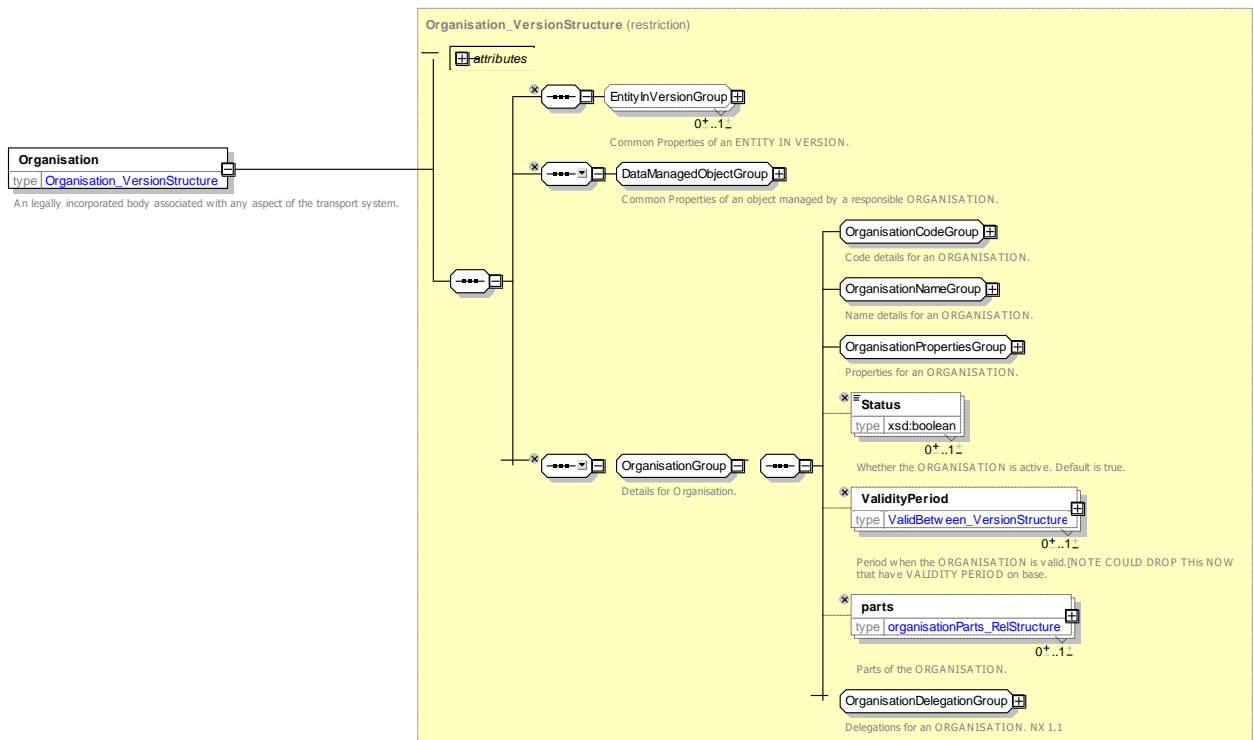 Organisation_VersionStructure (restriction)
attributes
EntityInVersionGroup
0..1
Common Properties of an ENTITY IN VERSION.
Organisation
type Organisation_VersionStructure
An legally incorporated body associated with any aspect of the transport system.
DataManagedObjectGroup
Common Properties of an object managed by a responsible ORGANISATION.
OrganisationCodeGroup
Code details for an ORGANISATION.
OrganisationNameGroup
Name details for an ORGANISATION.
OrganisationPropertiesGroup
Properties for an ORGANISATION.
Status
type xsd:boolean
0..1
Whether the ORGANISATION is active. Default is true.
OrganisationGroup
Details for Organisation.
ValidityPeriod
type ValidBetween_VersionStructure
0..1
Period when the ORGANISATION is valid.[NOTE COULD DROP THis NOW
that have VALIDITY PERIOD on base.
parts
type organisationParts_RelStructure
0..1
Parts of the ORGANISATION.
OrganisationDelegationGroup
Delegations for an ORGANISATION. NX 1.1